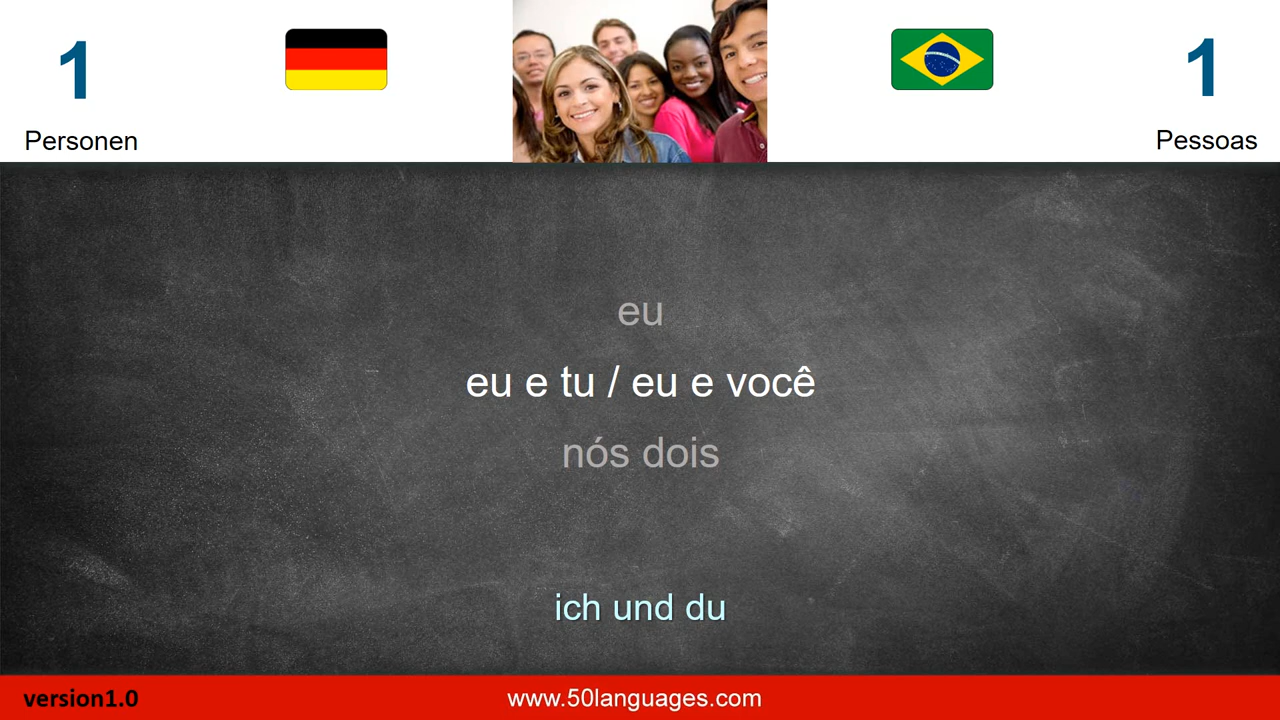 1
1
Personen
Pessoas
eu
eu e tu / eu e você
nós dois
ich und du
version1.0
www.50languages.com